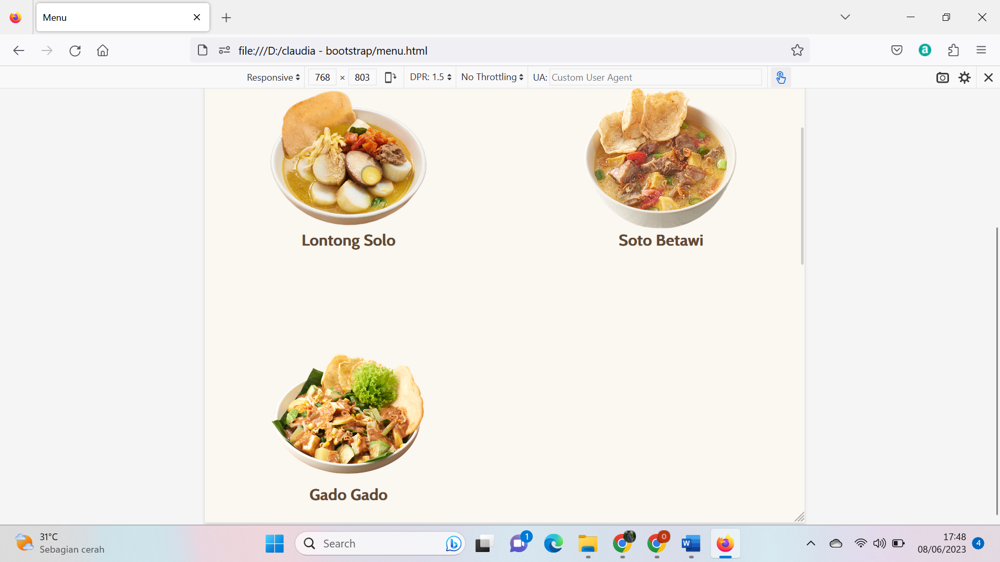 Menu
file:///D:/claudia - bootstrap/menu.html
Responsive 768 × 803 DPR: 1.5 No Throttling UA: Custom User Agent
Lontong Solo
Soto Betawi
Gado Gado
31°C
Sebagian cerah
Search
1
0
17:48
08/06/2023
4